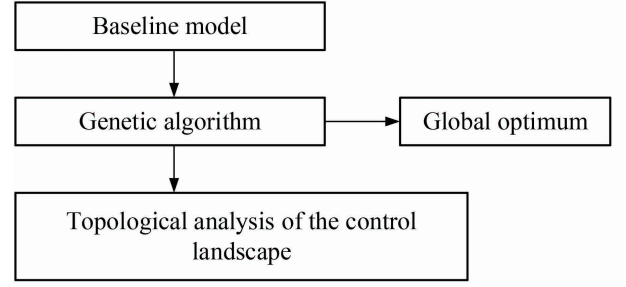 Baseline model
Genetic algorithm
Global optimum
Topological analysis of the control
landscape